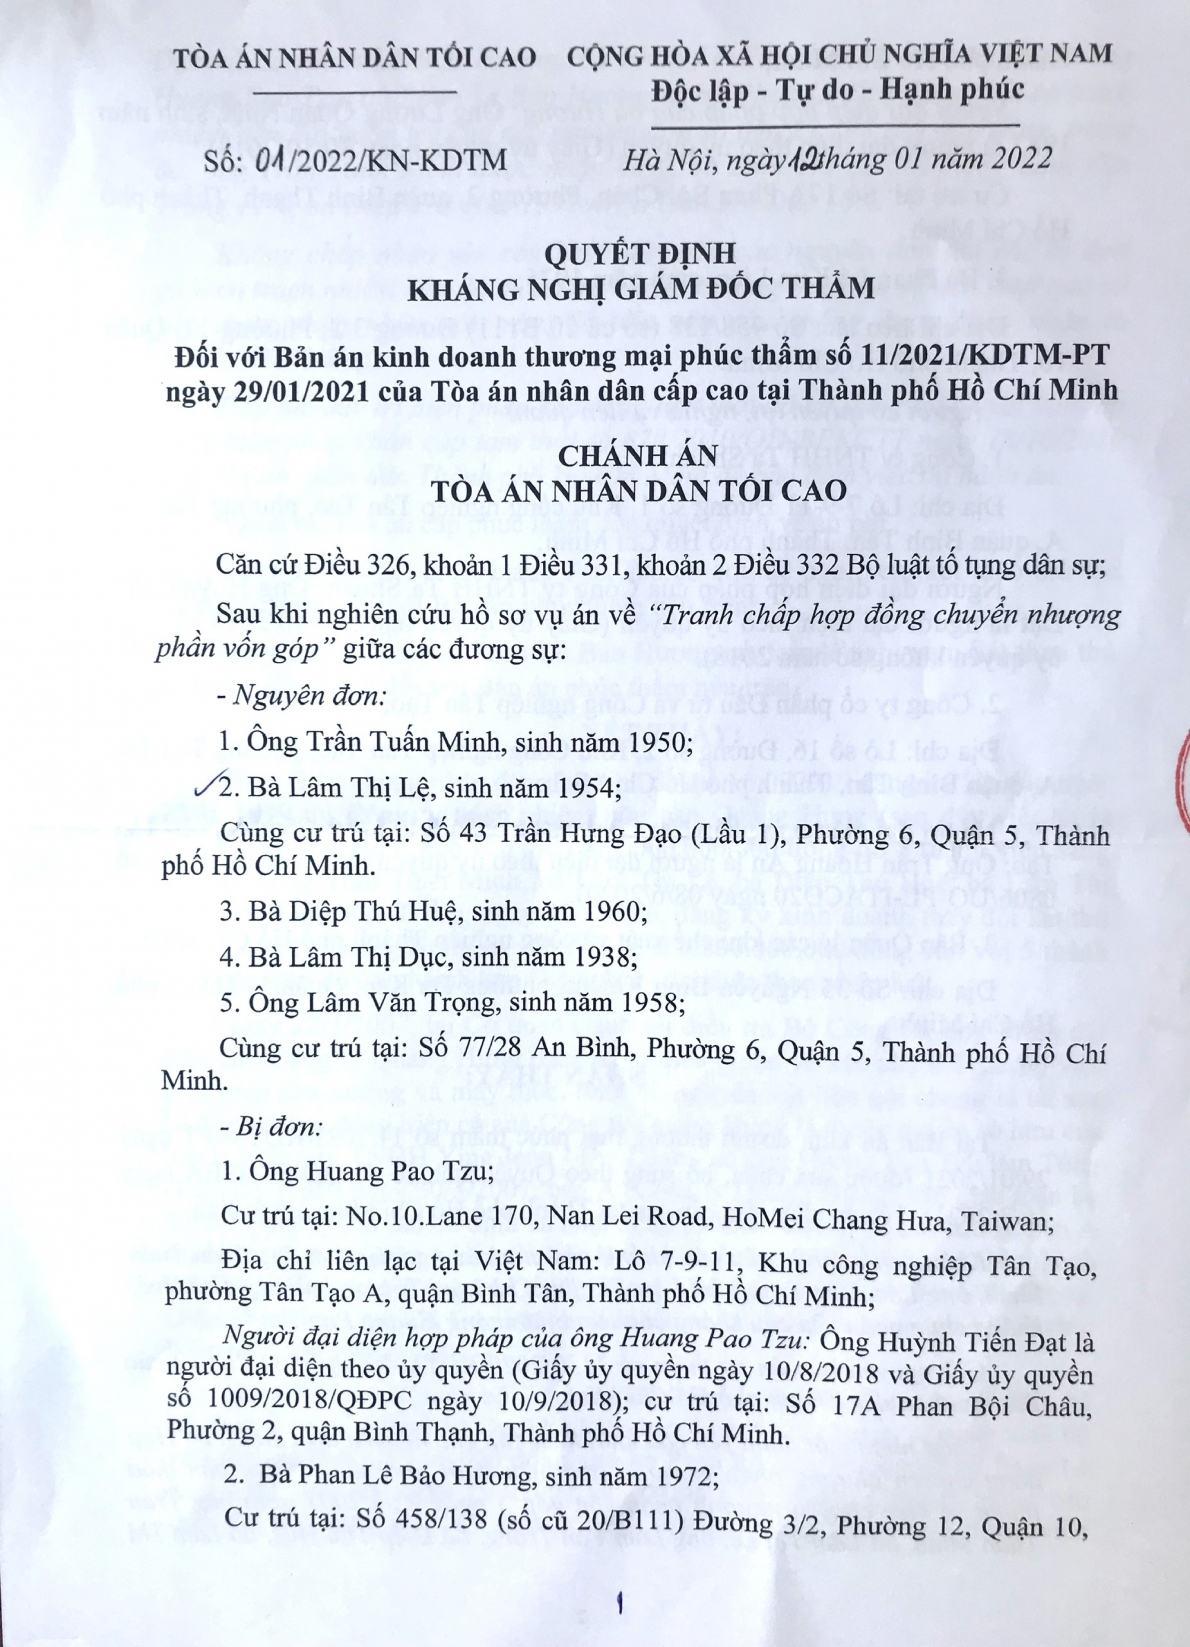 TÒA ÁN NHÂN DÂN TỐI CAO
CỘNG HÒA XÃ HỘI CHỦ NGHĨA VIỆT NAM
Độc lập - Tự do - Hạnh phúc
Số: 01/2022/KN-KDTM
Hà Nội, ngày 12 tháng 01 năm 2022
QUYẾT ĐỊNH
KHÁNG NGHỊ GIÁM ĐỐC THẨM
Đối với Bản án kinh doanh thương mại phúc thẩm số 11/2021/KDTM-PT
ngày 29/01/2021 của Tòa án nhân dân cấp cao tại Thành phố Hồ Chí Minh
CHÁNH ÁN
TÒA ÁN NHÂN DÂN TỐI CAO
Căn cứ Điều 326, khoản 1 Điều 331, khoản 2 Điều 332 Bộ luật tố tụng dân sự;
Sau khi nghiên cứu hồ sơ vụ án về “Tranh chấp hợp đồng chuyển nhượng
phần vốn góp” giữa các đương sự:
- Nguyên đơn:
1. Ông Trần Tuấn Minh, sinh năm 1950;
2. Bà Lâm Thị Lệ, sinh năm 1954;
Cùng cư trú tại: Số 43 Trần Hưng Đạo (Lầu 1), Phường 6, Quận 5, Thành
phố Hồ Chí Minh.
3. Bà Diệp Thú Huệ, sinh năm 1960;
4. Bà Lâm Thị Dục, sinh năm 1938;
5. Ông Lâm Văn Trọng, sinh năm 1958;
Cùng cư trú tại: Số 77/28 An Bình, Phường 6, Quận 5, Thành phố Hồ Chí
Minh.
- Bị đơn:
1. Ông Huang Pao Tzu;
Cư trú tại: No.10.Lane 170, Nan Lei Road, HoMei Chang Hua, Taiwan;
Địa chỉ liên lạc tại Việt Nam: Lô 7-9-11, Khu công nghiệp Tân Tạo,
phường Tân Tạo A, quận Bình Tân, Thành phố Hồ Chí Minh;
Người đại diện hợp pháp của ông Huang Pao Tzu: Ông Huỳnh Tiến Đạt là
người đại diện theo ủy quyền (Giấy ủy quyền ngày 10/8/2018 và Giấy ủy quyền
số 1009/2018/QĐPC ngày 10/9/2018); cư trú tại: Số 17A Phan Bội Châu,
Phường 2, quận Bình Thạnh, Thành phố Hồ Chí Minh.
2. Bà Phan Lê Bảo Hương, sinh năm 1972;
Cư trú tại: Số 458/138 (số cũ 20/B111) Đường 3/2, Phường 12, Quận 10,
1